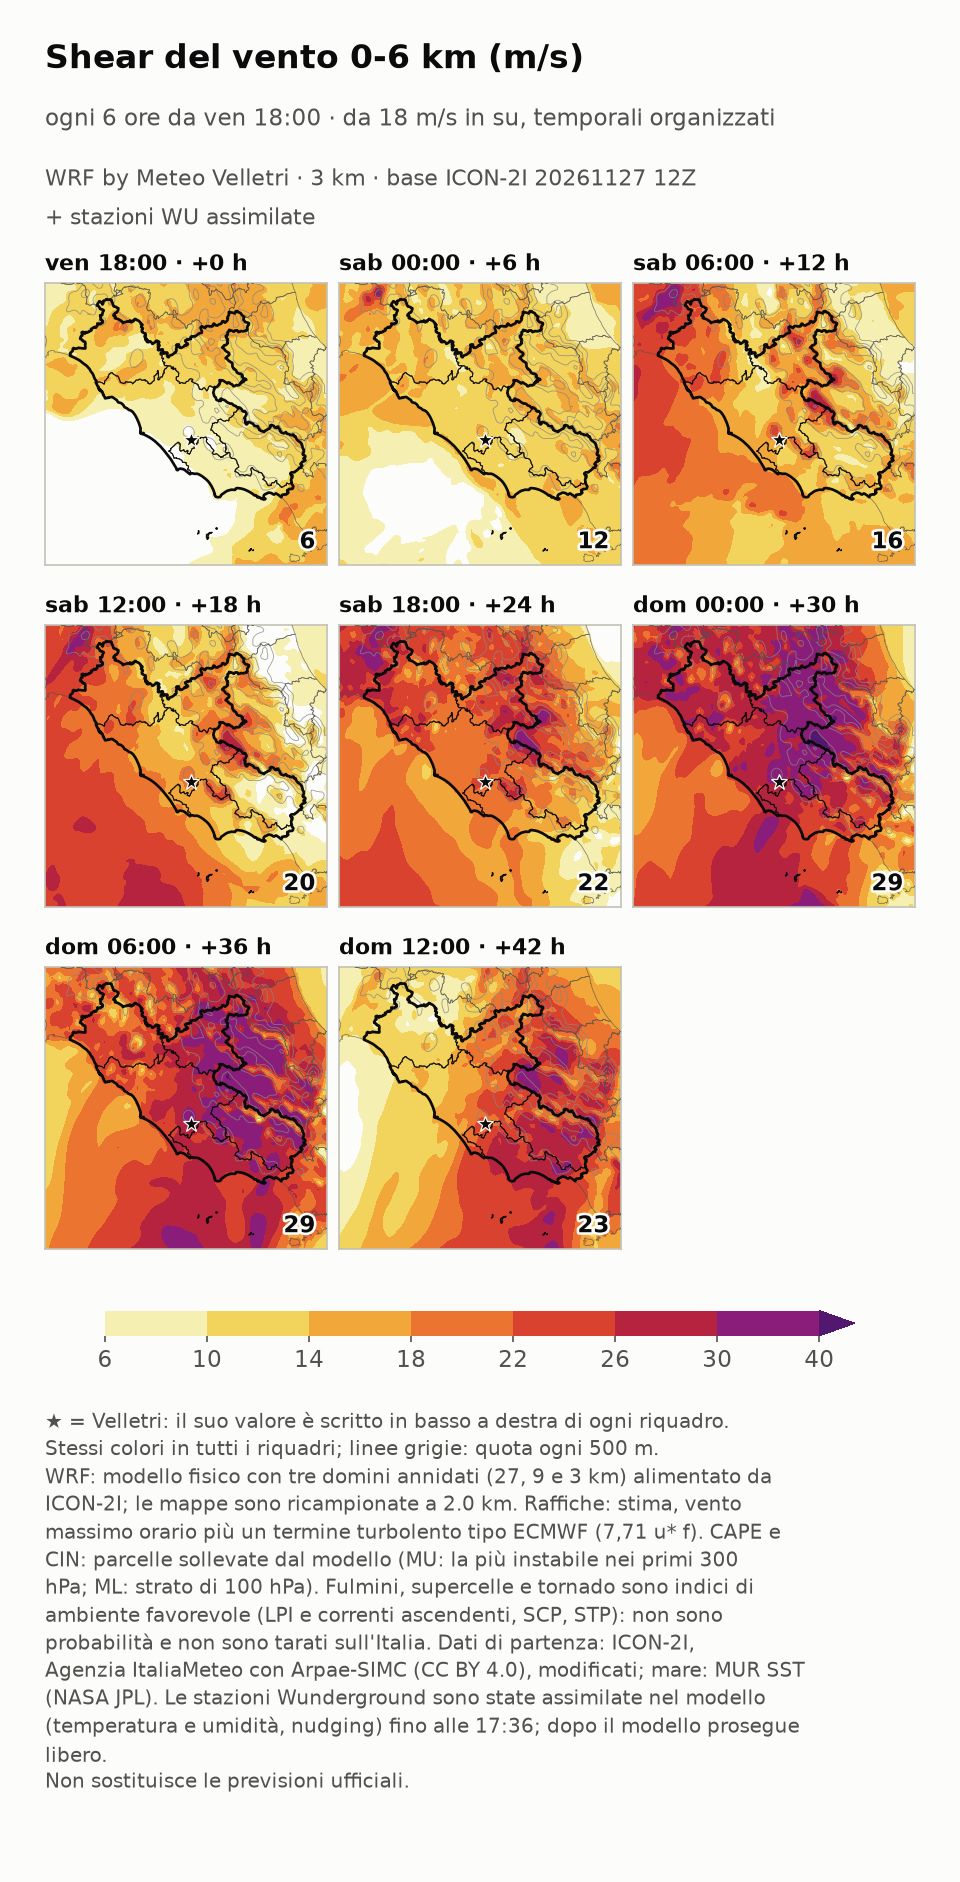 Shear del vento 0-6 km (m/s)
ogni 6 ore da ven 18:00 · da 18 m/s in su, temporali organizzati
WRF by Meteo Velletri · 3 km · base ICON-2I 20261127 12Z
+ stazioni WU assimilate
ven 18:00 · +0 h
sab 00:00 · +6 h
sab 06:00 · +12 h
6
12
16
sab 12:00 · +18 h
sab 18:00 · +24 h
dom 00:00 · +30 h
20
22
29
dom 06:00 · +36 h
dom 12:00 · +42 h
29
23
6 10 14 18 22 26 30 40
★ = Velletri: il suo valore è scritto in basso a destra di ogni riquadro.
Stessi colori in tutti i riquadri; linee grigie: quota ogni 500 m.
WRF: modello fisico con tre domini annidati (27, 9 e 3 km) alimentato da
ICON-2I; le mappe sono ricampionate a 2.0 km. Raffiche: stima, vento
massimo orario più un termine turbolento tipo ECMWF (7,71 u* f). CAPE e
CIN: parcelle sollevate dal modello (MU: la più instabile nei primi 300
hPa; ML: strato di 100 hPa). Fulmini, supercelle e tornado sono indici di
ambiente favorevole (LPI e correnti ascendenti, SCP, STP): non sono
probabilità e non sono tarati sull'Italia. Dati di partenza: ICON-2I,
Agenzia ItaliaMeteo con Arpae-SIMC (CC BY 4.0), modificati; mare: MUR SST
(NASA JPL). Le stazioni Wunderground sono state assimilate nel modello
(temperatura e umidità, nudging) fino alle 17:36; dopo il modello prosegue
libero.
Non sostituisce le previsioni ufficiali.